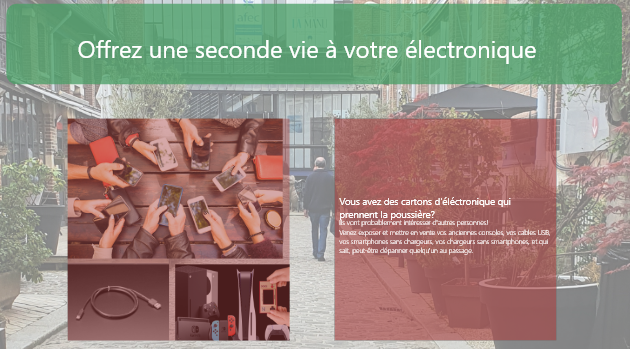 Offrez une seconde vie à votre électronique
Vous avez des cartons d'éléctronique qui
prennent la poussière?
Ils vont probablement intéresser d'autres personnes!
Venez exposer et mettre en vente vos anciennes consoles, vos cables USB,
vos smartphones sans chargeurs, vos chargeurs sans smartphones, et qui
sait, peut-être dépanner quelqu'un au passage.